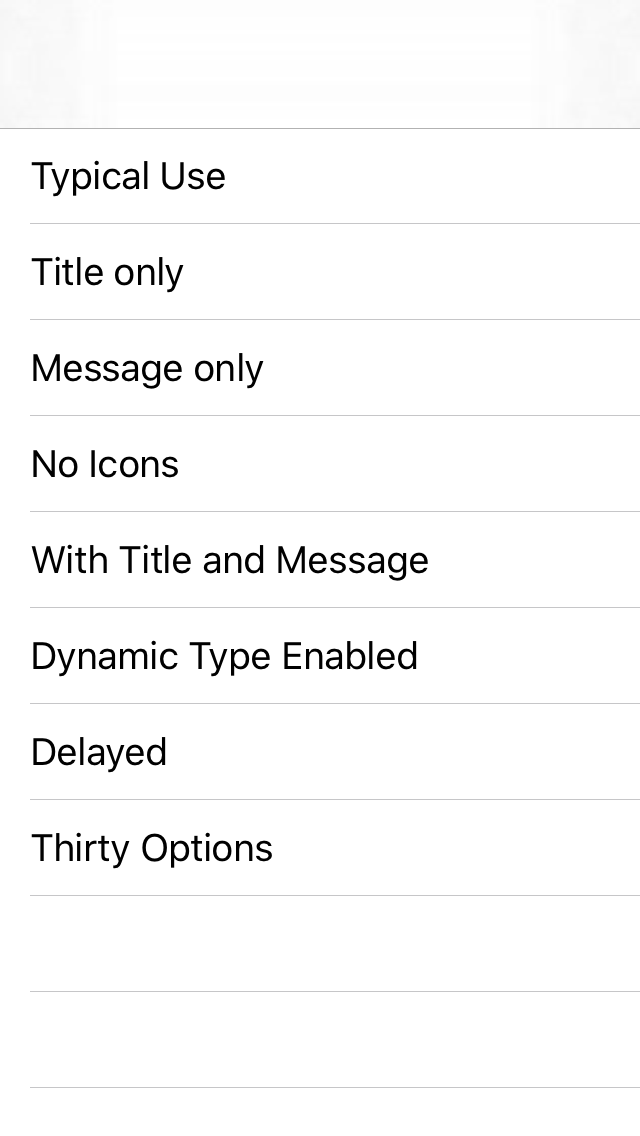 Typical Use
Title only
Message only
No Icons
With Title and Message
Dynamic Type Enabled
Delayed
Thirty Options